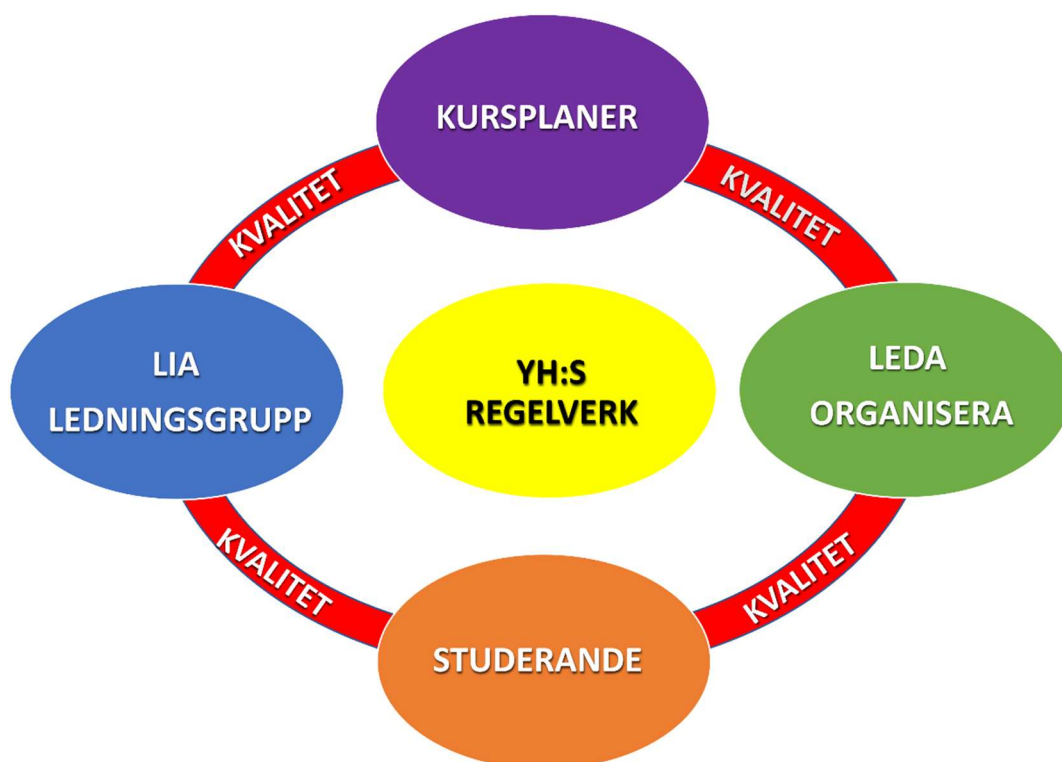 KURSPLANER
KVALITET
KVALITET
LIA
LEDNINGSGRUPP
YH:S
REGELVERK
LEDA
ORGANISERA
KVALITET
KVALITET
STUDERANDE